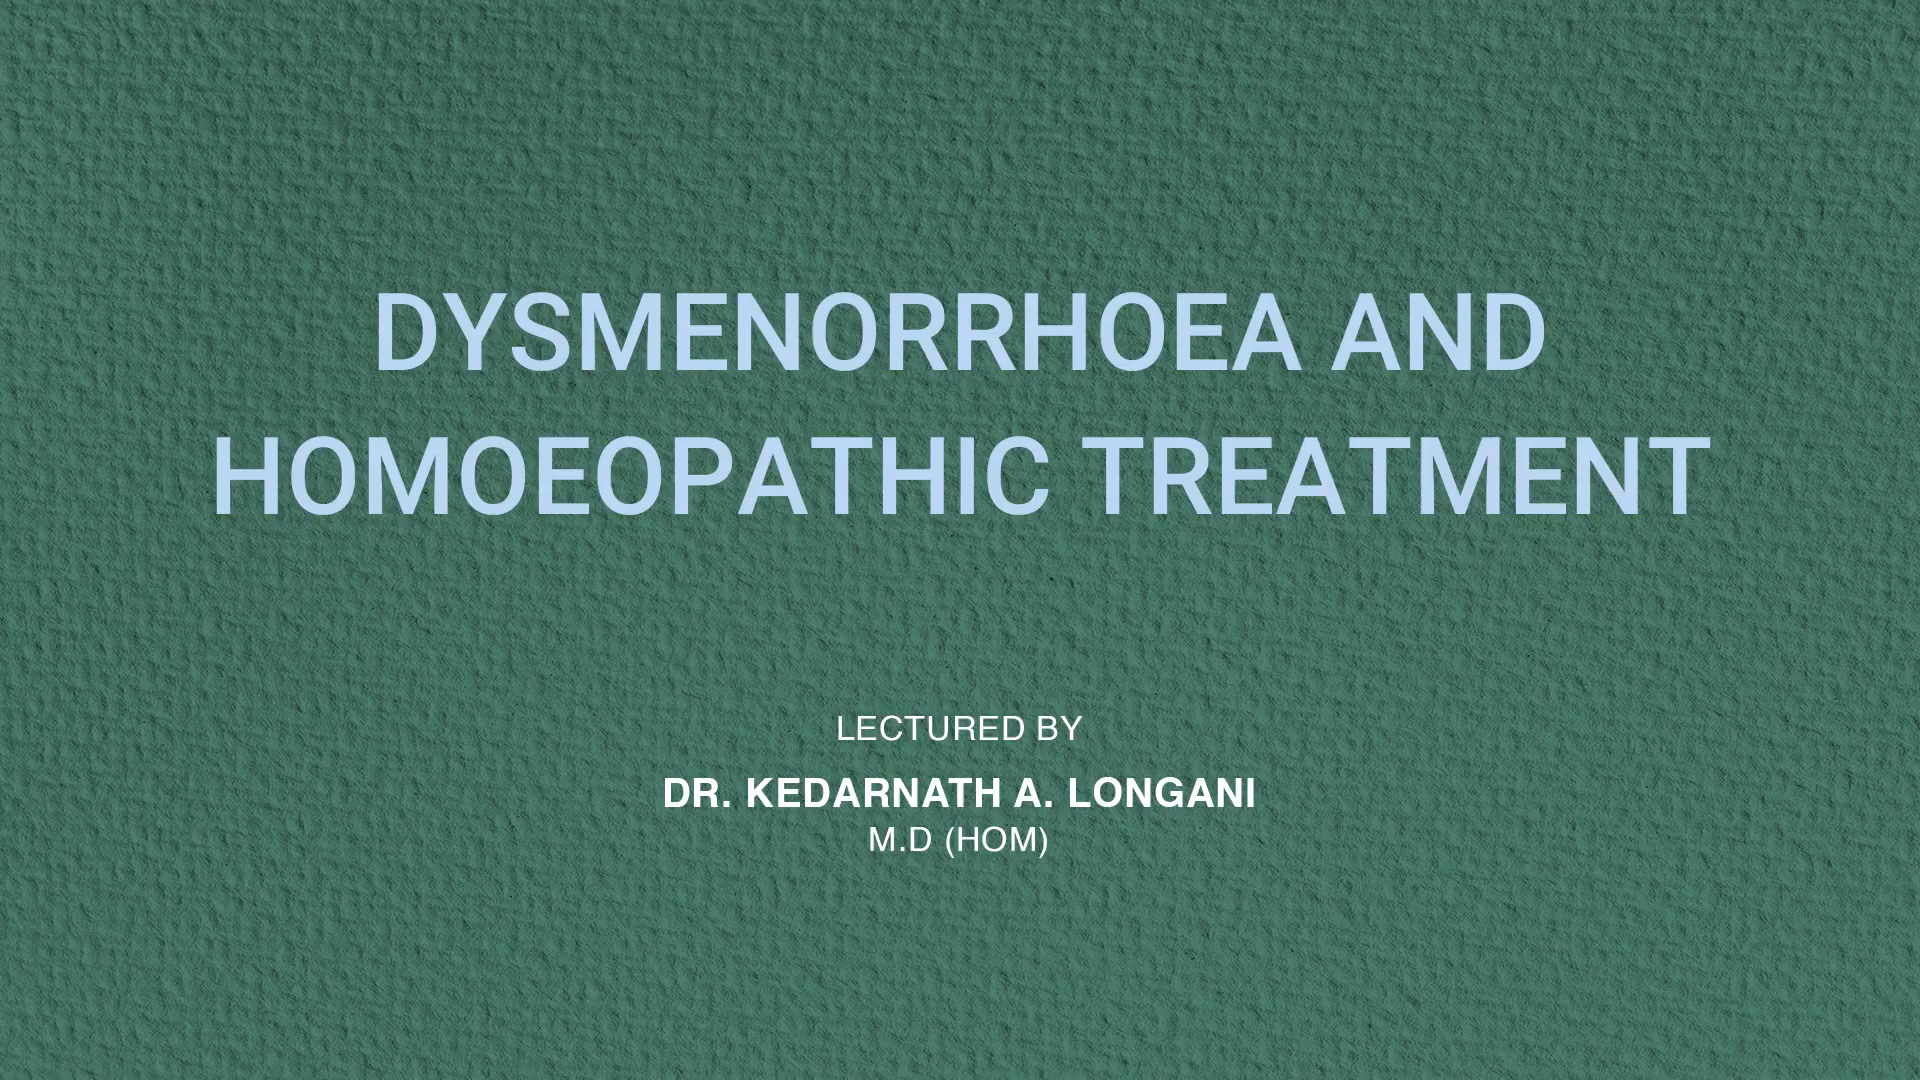 DYSMENORRHOEA AND
HOMOEOPATHIC TREATMENT
LECTURED BY
DR. KEDARNATH A. LONGANI
M.D (HOM)